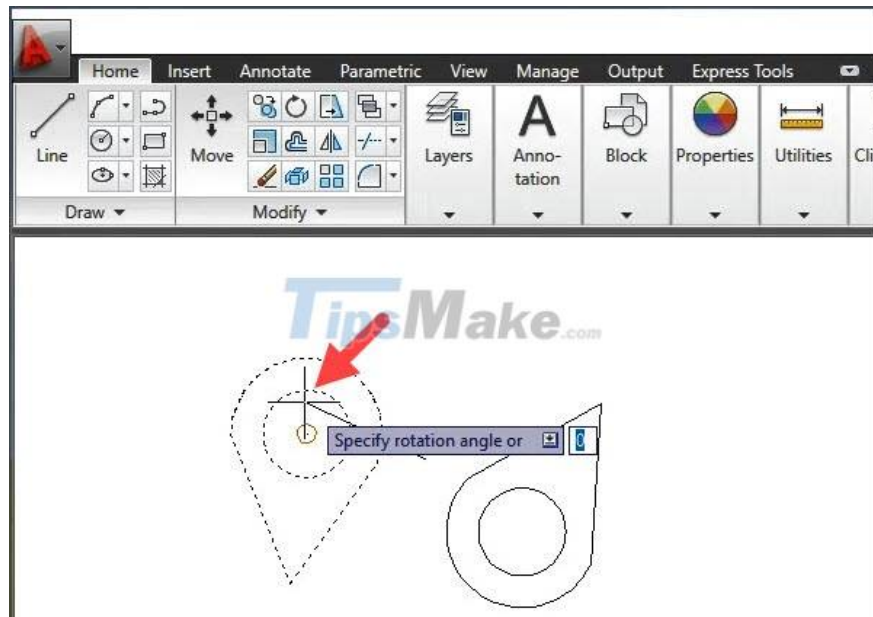 Home Insert Annotate Parametric View Manage Output Express Tools
Line
Move
Layers
Anno-
tation
Block
Properties
Utilities
Cli
Draw
Modify
TipsMake.com
Specify rotation angle or 0